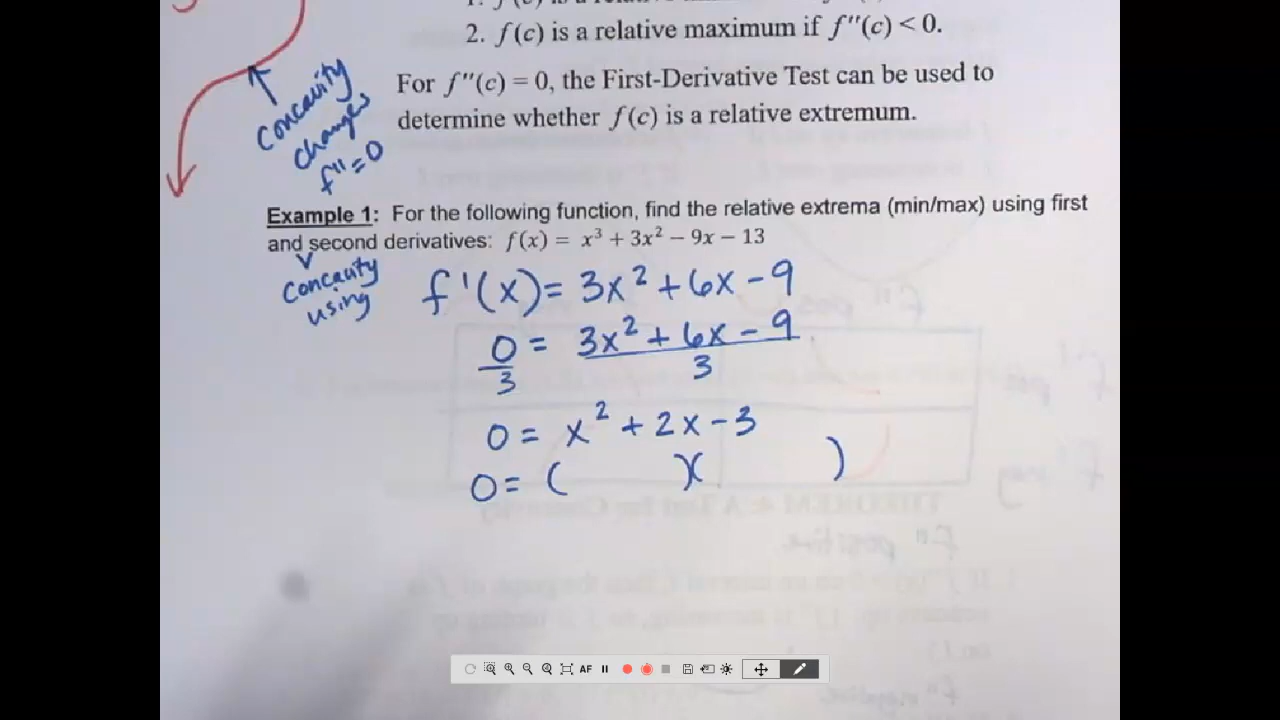 2. f(c) is a relative maximum if f''(c) < 0.
For f''(c) = 0, the First-Derivative Test can be used to
determine whether f(c) is a relative extremum.
Concavity
changes
f'' = 0
Example 1: For the following function, find the relative extrema (min/max) using first
and second derivatives: f(x) = x³ + 3x² − 9x − 13
Concavity
using
f'(x) = 3x² + 6x - 9
0 = 3x² + 6x - 9
3 3
0 = x² + 2x - 3
0 = ( )( )
AF